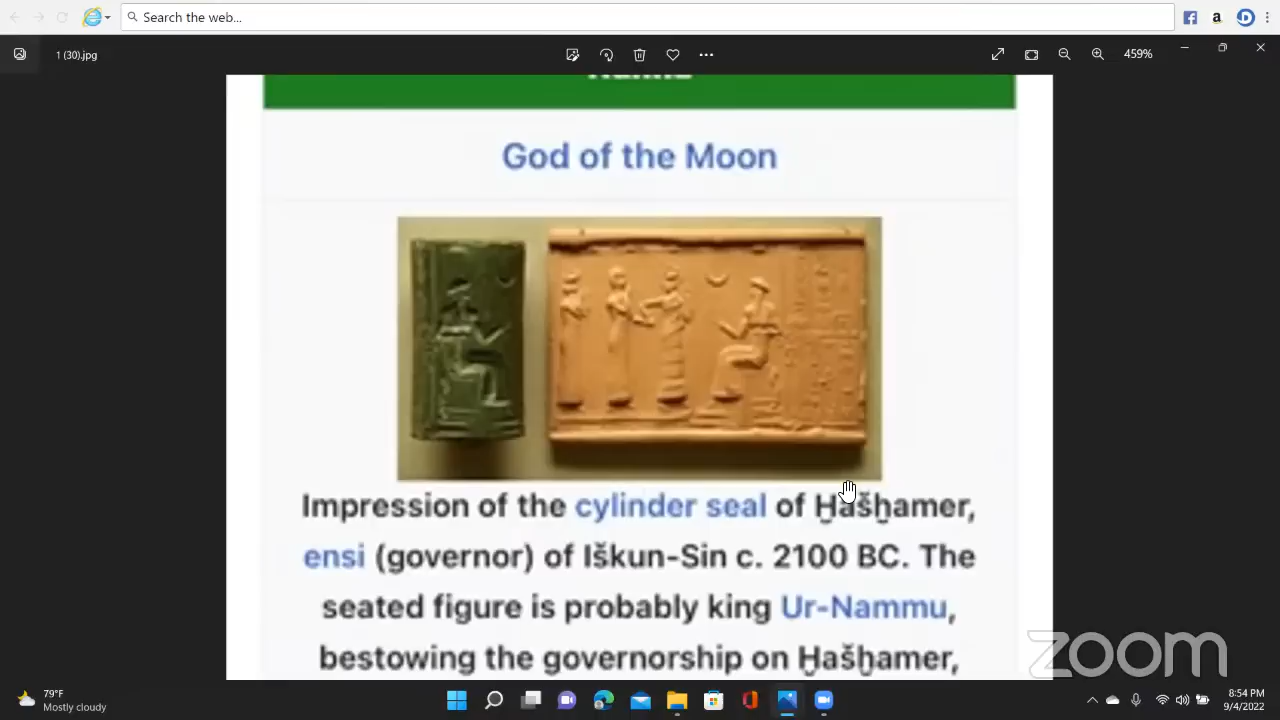 Search the web...
1 (30).jpg
459%
God of the Moon
Impression of the cylinder seal of Ḫašḫamer,
ensi (governor) of Iškun-Sin c. 2100 BC. The
seated figure is probably king Ur-Nammu,
bestowing the governorship on Ḫašḫamer,
zoom
79°F
Mostly cloudy
8:54 PM
9/4/2022